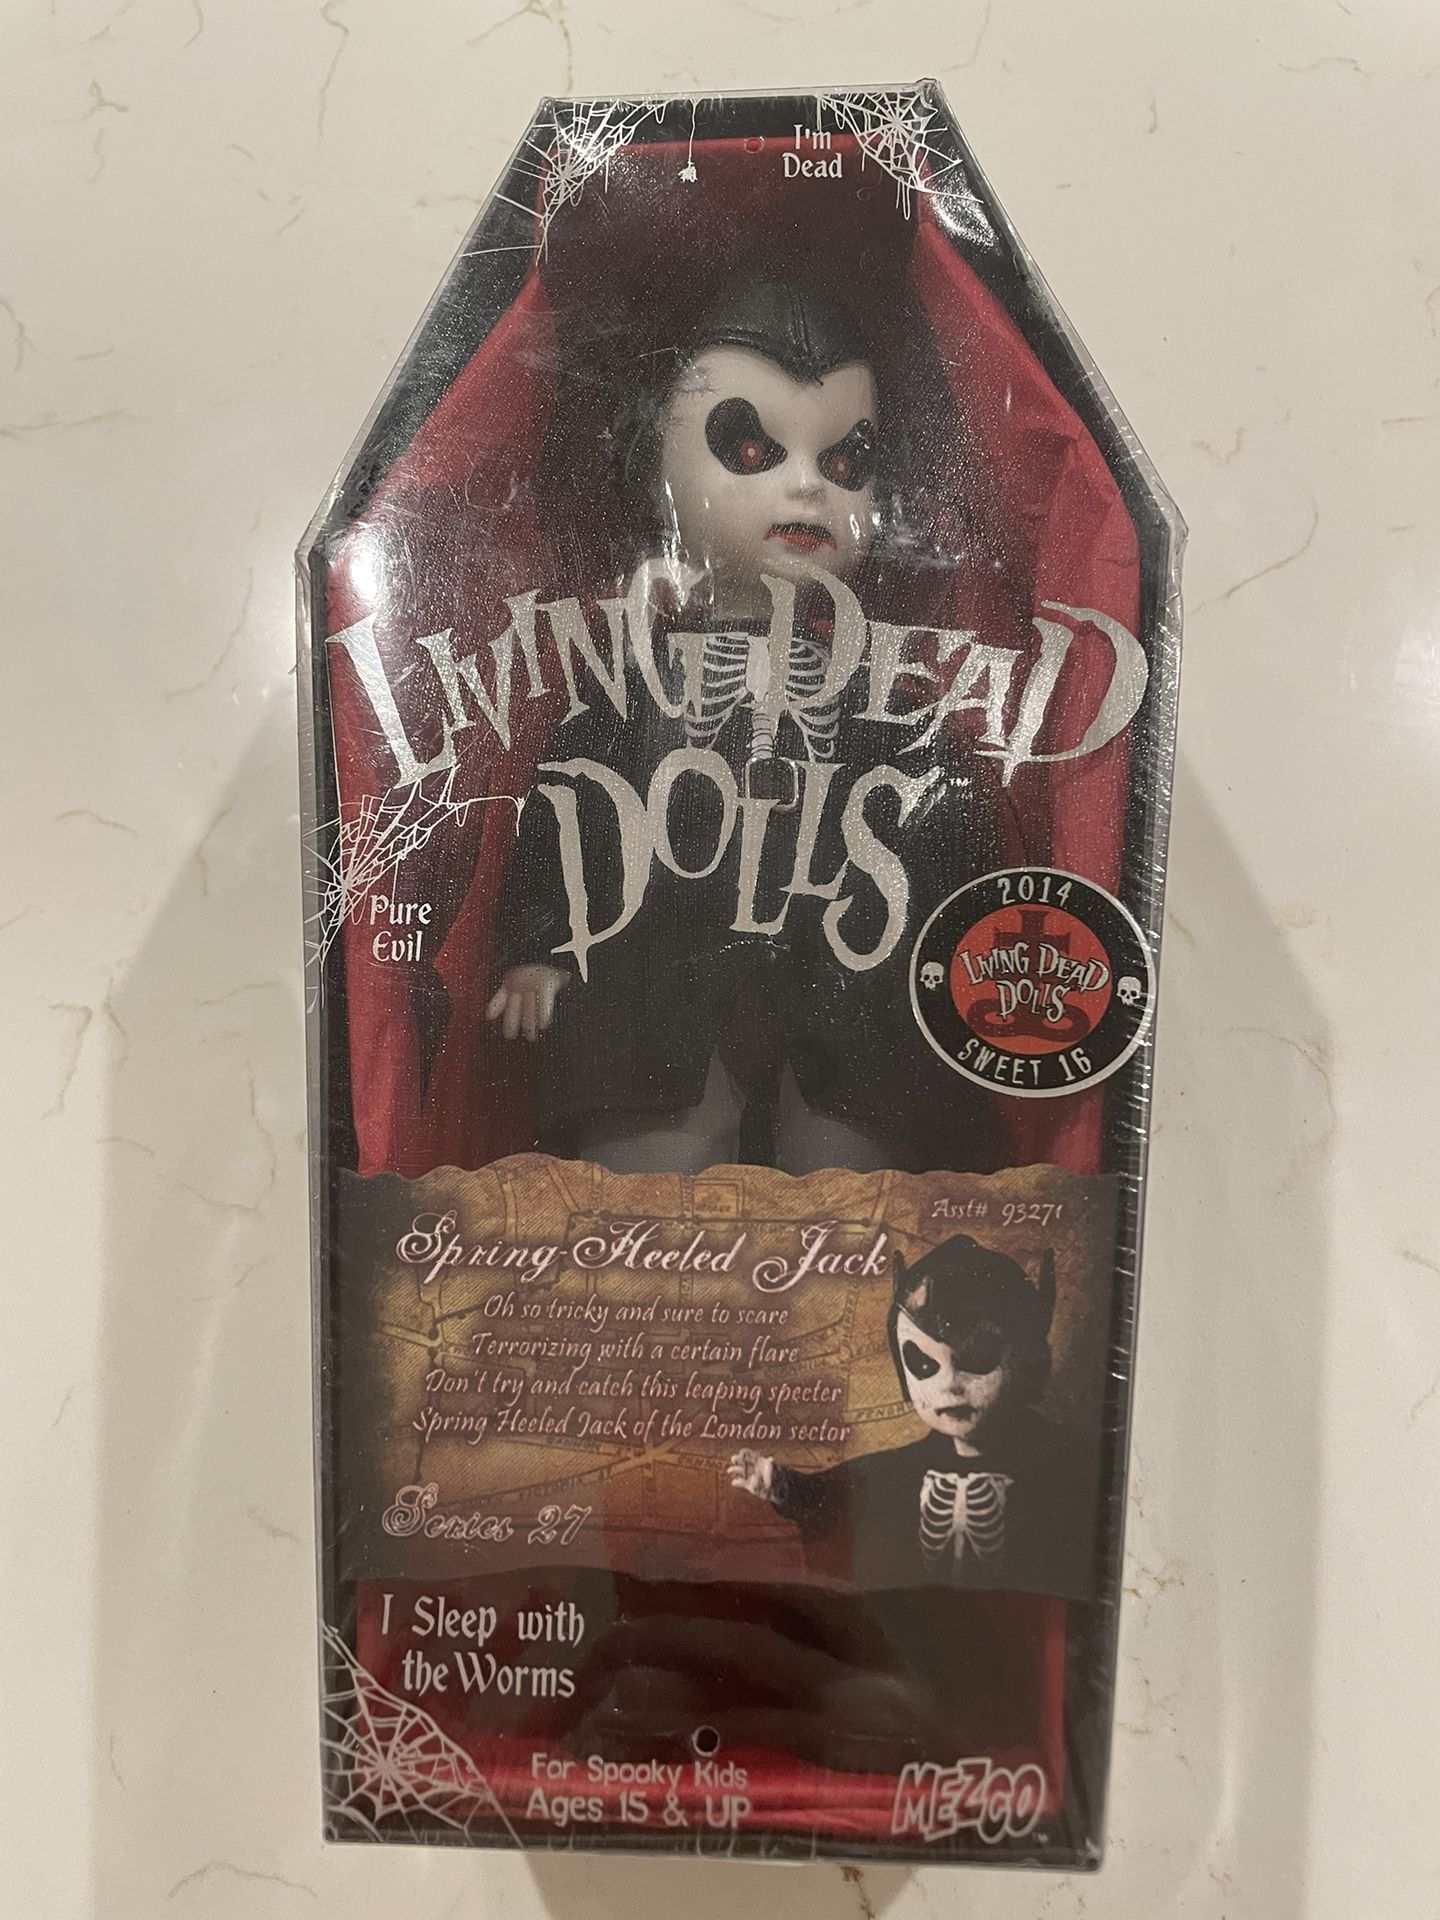 I'm
Dead
LIVING DEAD
DOLLS™
Pure
Evil
2014
LIVING DEAD
DOLLS
SWEET 16
Asst# 93271
Spring-Heeled Jack
Oh so tricky and sure to scare
Terrorizing with a certain flare
Don't try and catch this leaping specter
Spring Heeled Jack of the London sector
Series 27
I Sleep with
the Worms
For Spooky Kids
Ages 15 & UP
MEZCO™